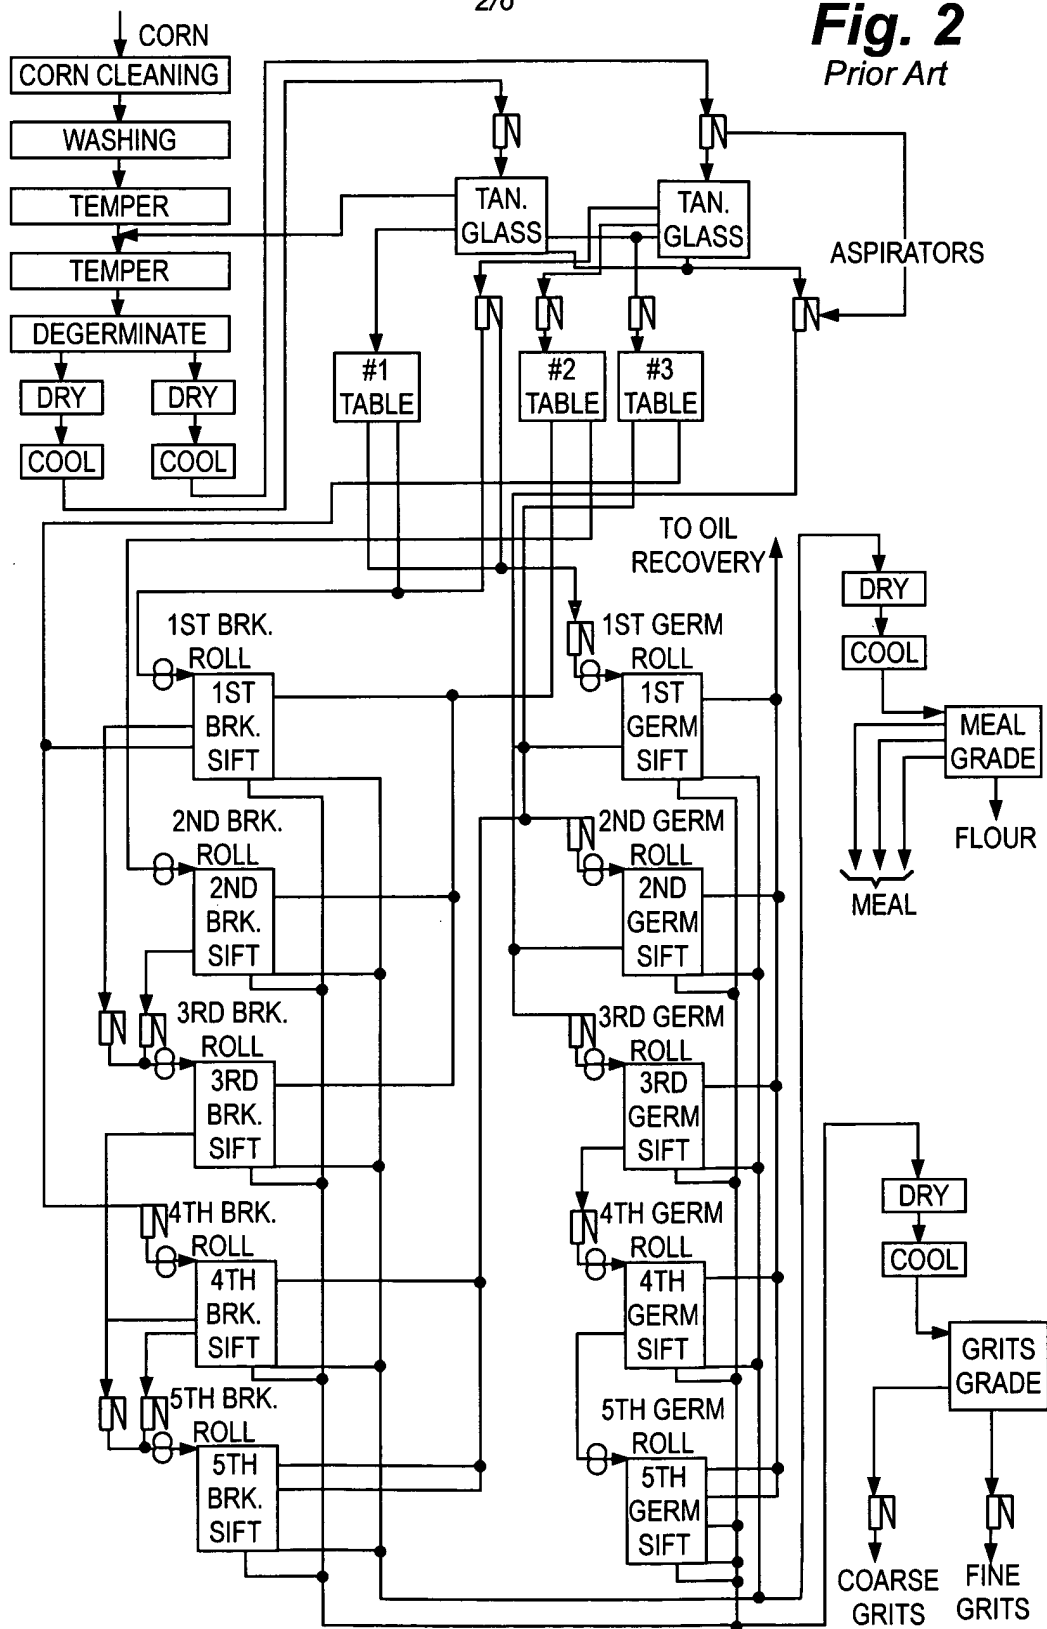 2/6
Fig. 2
Prior Art
CORN
CORN CLEANING
WASHING
TEMPER
TEMPER
DEGERMINATE
DRY
DRY
COOL
COOL
TAN.
GLASS
TAN.
GLASS
ASPIRATORS
#1
TABLE
#2
TABLE
#3
TABLE
TO OIL
RECOVERY
1ST BRK.
ROLL
1ST
BRK.
SIFT
2ND BRK.
ROLL
2ND
BRK.
SIFT
3RD BRK.
ROLL
3RD
BRK.
SIFT
4TH BRK.
ROLL
4TH
BRK.
SIFT
5TH BRK.
ROLL
5TH
BRK.
SIFT
1ST GERM
ROLL
1ST
GERM
SIFT
2ND GERM
ROLL
2ND
GERM
SIFT
3RD GERM
ROLL
3RD
GERM
SIFT
4TH GERM
ROLL
4TH
GERM
SIFT
5TH GERM
ROLL
5TH
GERM
SIFT
DRY
COOL
MEAL
GRADE
FLOUR
MEAL
DRY
COOL
GRITS
GRADE
COARSE
GRITS
FINE
GRITS